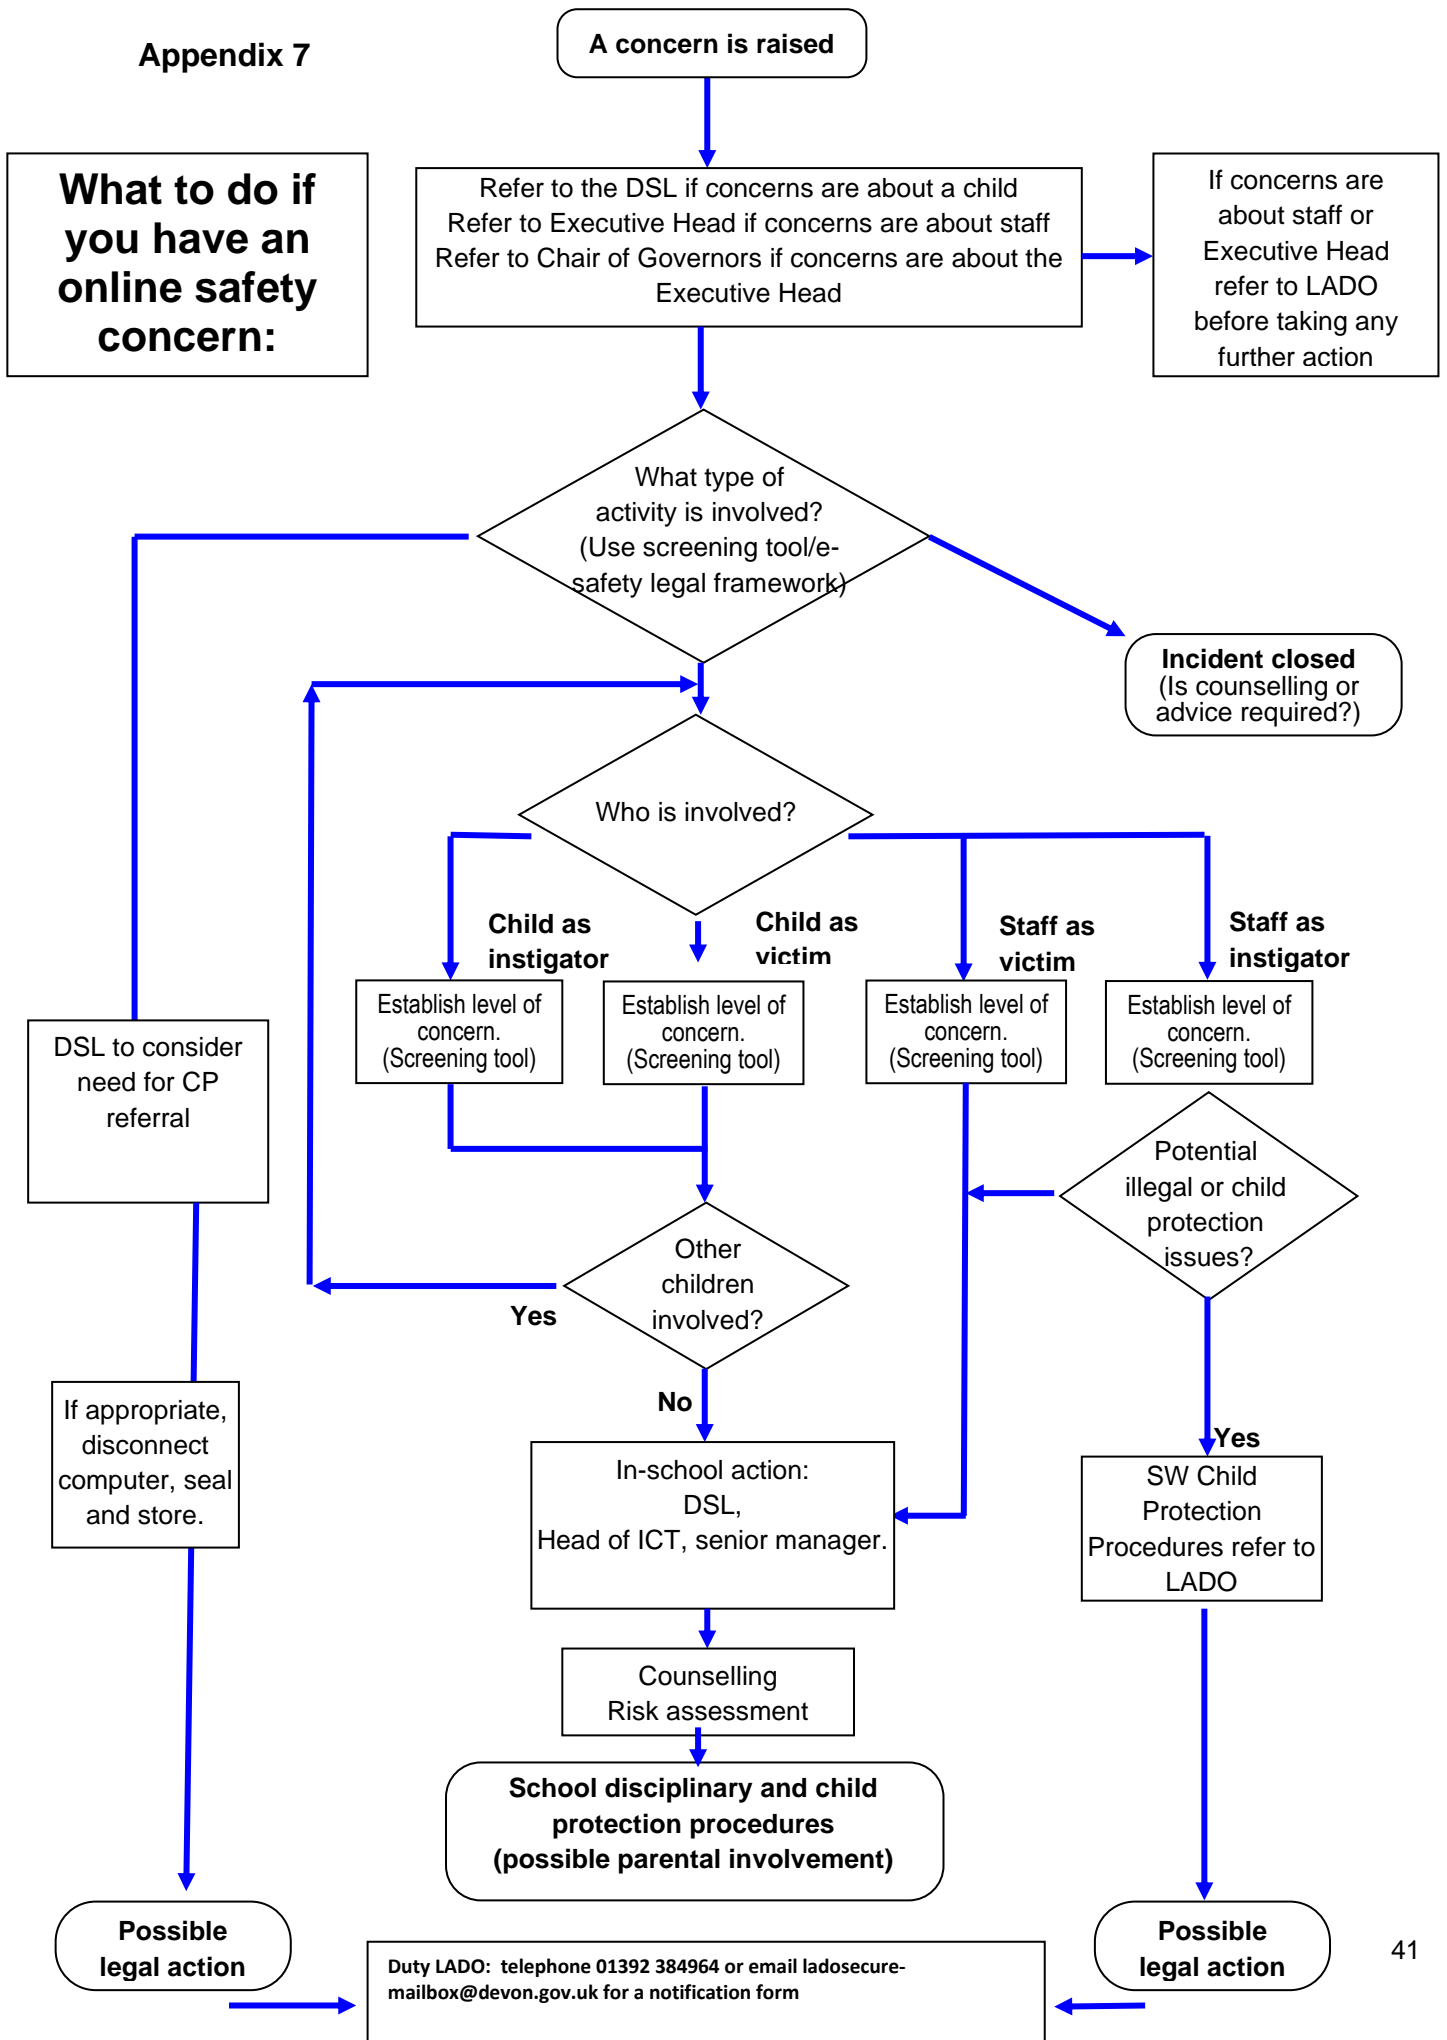 Appendix 7
A concern is raised
What to do if
you have an
online safety
concern:
Refer to the DSL if concerns are about a child
Refer to Executive Head if concerns are about staff
Refer to Chair of Governors if concerns are about the
Executive Head
If concerns are
about staff or
Executive Head
refer to LADO
before taking any
further action
What type of
activity is involved?
(Use screening tool/e-
safety legal framework)
Incident closed
(Is counselling or
advice required?)
Who is involved?
Child as
instigator
Child as
victim
Staff as
victim
Staff as
instigator
Establish level of
concern.
(Screening tool)
Establish level of
concern.
(Screening tool)
Establish level of
concern.
(Screening tool)
Establish level of
concern.
(Screening tool)
DSL to consider
need for CP
referral
Potential
illegal or child
protection
issues?
Other
children
involved?
Yes
No
Yes
If appropriate,
disconnect
computer, seal
and store.
In-school action:
DSL,
Head of ICT, senior manager.
SW Child
Protection
Procedures refer to
LADO
Counselling
Risk assessment
School disciplinary and child
protection procedures
(possible parental involvement)
Possible
legal action
Possible
legal action
Duty LADO: telephone 01392 384964 or email ladosecure-
mailbox@devon.gov.uk for a notification form
41